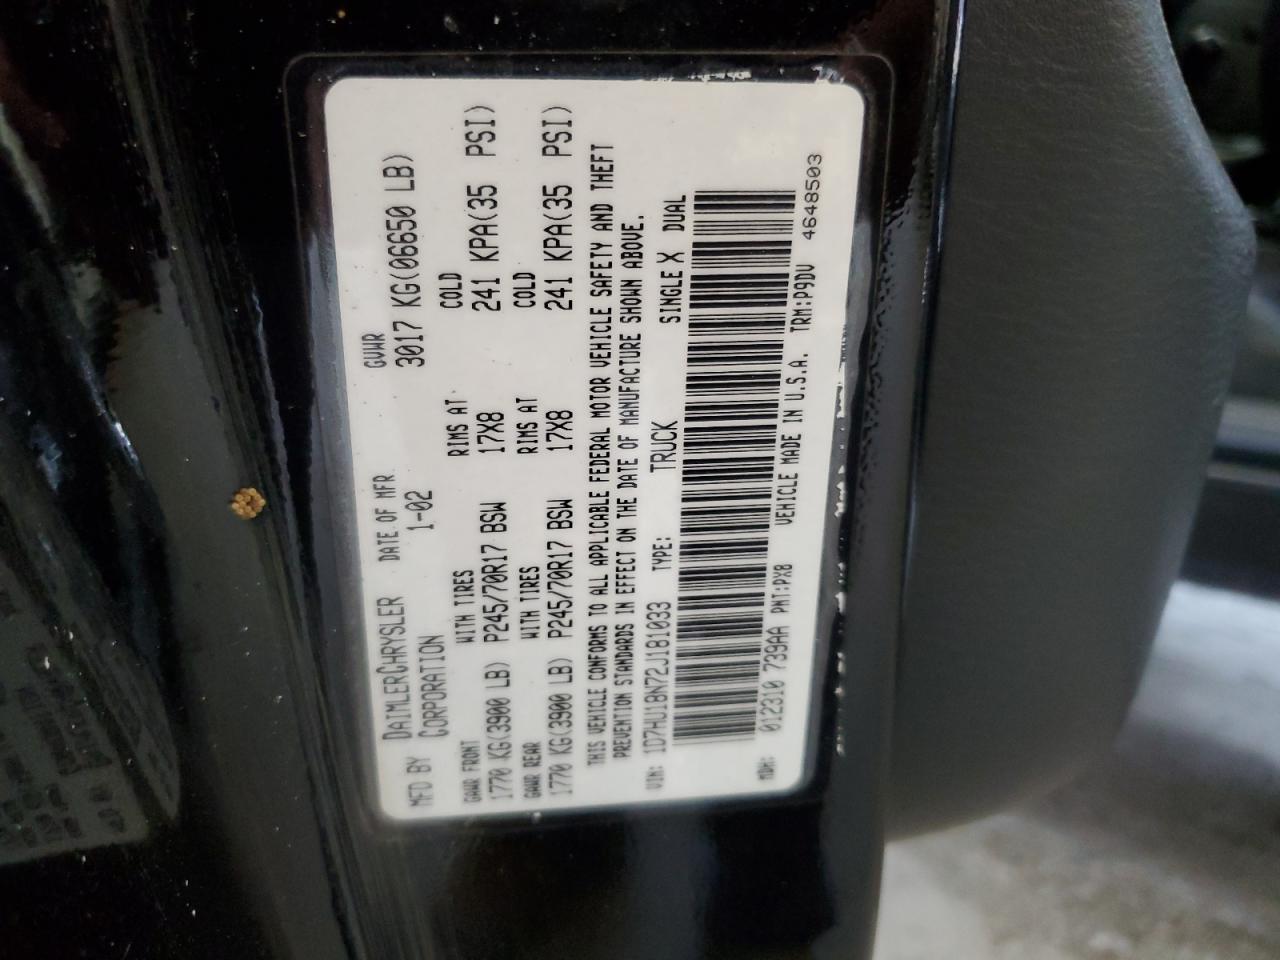 MFD BY DAIMLERCHRYSLER CORPORATION DATE OF MFR 1-02 GVWR 3017 KG(06650 LB)
GAWR FRONT WITH TIRES RIMS AT COLD
1770 KG(3900 LB) P245/70R17 BSW 17X8 241 KPA(35 PSI)
GAWR REAR WITH TIRES RIMS AT COLD
1770 KG(3900 LB) P245/70R17 BSW 17X8 241 KPA(35 PSI)
THIS VEHICLE CONFORMS TO ALL APPLICABLE FEDERAL MOTOR VEHICLE SAFETY AND THEFT
PREVENTION STANDARDS IN EFFECT ON THE DATE OF MANUFACTURE SHOWN ABOVE.
VIN: 1D7HU18N72J181033 TYPE: TRUCK SINGLE X DUAL
MDH: 012310 739AA PNT:PX8 VEHICLE MADE IN U.S.A. TRM:P9DV 4648503